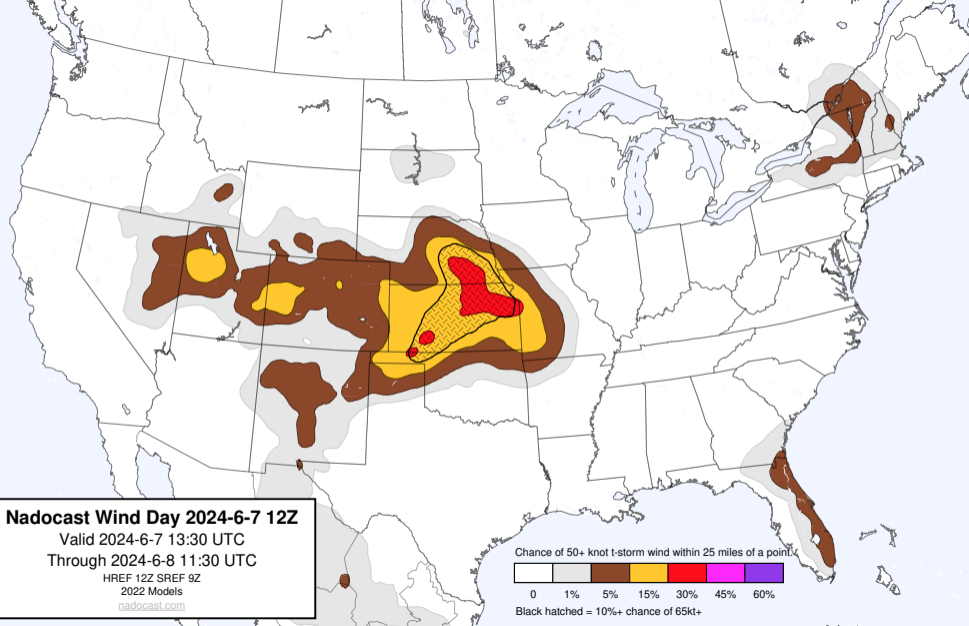 Nadocast Wind Day 2024-6-7 12Z
Valid 2024-6-7 13:30 UTC
Through 2024-6-8 11:30 UTC
HREF 12Z SREF 9Z
2022 Models
nadocast.com
Chance of 50+ knot t-storm wind within 25 miles of a point.
0 1% 5% 15% 30% 45% 60%
Black hatched = 10%+ chance of 65kt+